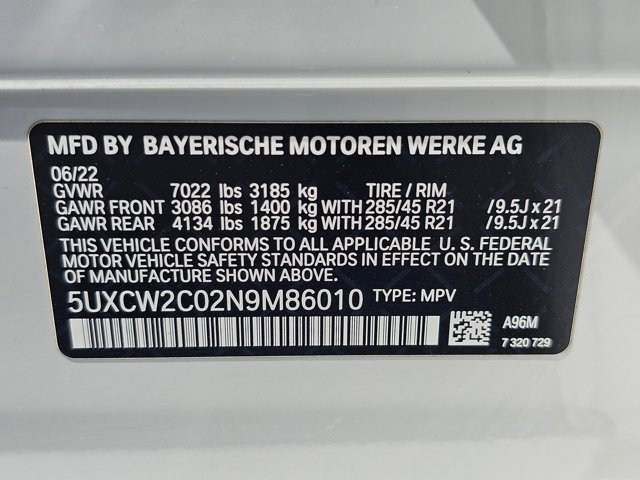 MFD BY BAYERISCHE MOTOREN WERKE AG
06/22
GVWR 7022 lbs 3185 kg TIRE / RIM
GAWR FRONT 3086 lbs 1400 kg WITH 285/45 R21 /9.5J x 21
GAWR REAR 4134 lbs 1875 kg WITH 285/45 R21 /9.5J x 21
THIS VEHICLE CONFORMS TO ALL APPLICABLE U. S. FEDERAL
MOTOR VEHICLE SAFETY STANDARDS IN EFFECT ON THE DATE
OF MANUFACTURE SHOWN ABOVE.
5UXCW2C02N9M86010 TYPE: MPV
A96M
7 320 729